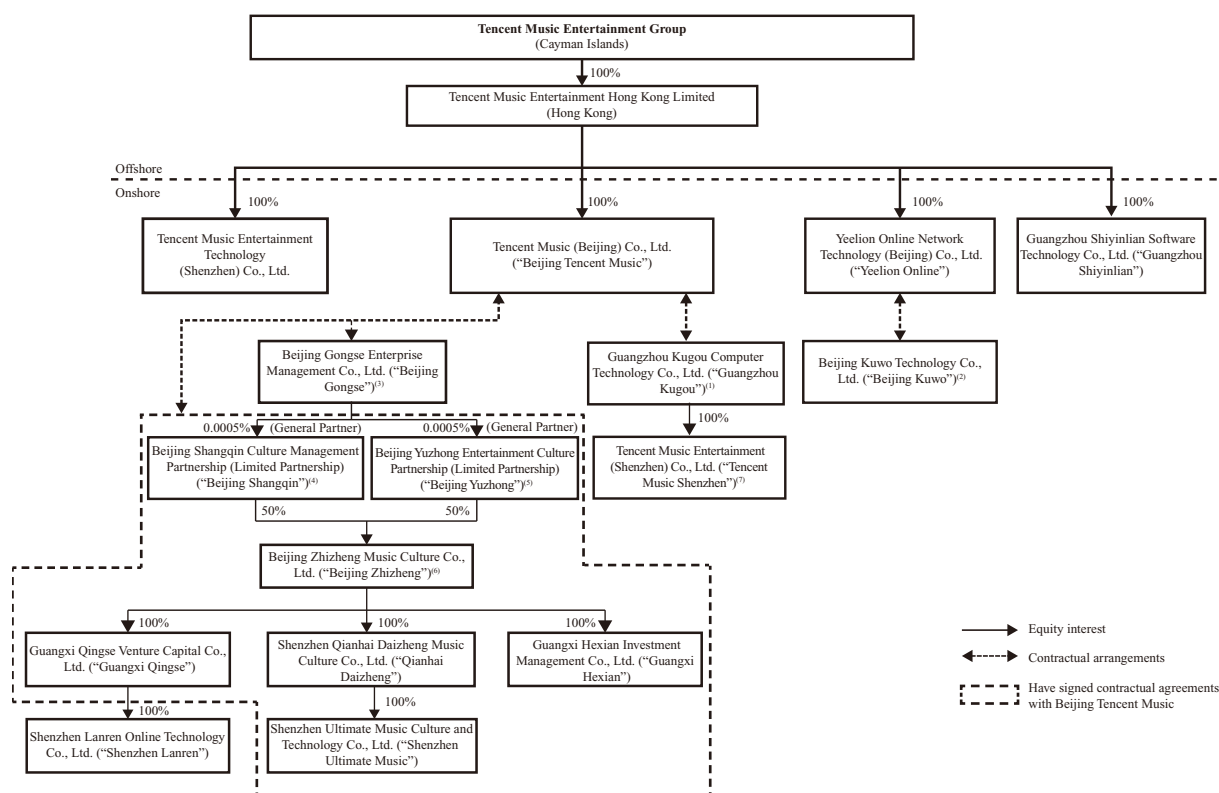 Tencent Music Entertainment Group
(Cayman Islands)
100%
Tencent Music Entertainment Hong Kong Limited
(Hong Kong)
Offshore
Onshore
100%
100%
100%
100%
Tencent Music Entertainment
Technology
(Shenzhen) Co., Ltd.
Tencent Music (Beijing) Co., Ltd.
(“Beijing Tencent Music”)
Yeelion Online Network
Technology (Beijing) Co., Ltd.
(“Yeelion Online”)
Guangzhou Shiyinlian Software
Technology Co., Ltd. (“Guangzhou
Shiyinlian”)
Beijing Gongse Enterprise
Management Co., Ltd. (“Beijing
Gongse”)(3)
Guangzhou Kugou Computer
Technology Co., Ltd. (“Guangzhou
Kugou”)(1)
Beijing Kuwo Technology Co.,
Ltd. (“Beijing Kuwo”)(2)
0.0005% (General Partner)
0.0005% (General Partner)
100%
Beijing Shangqin Culture Management
Partnership (Limited Partnership)
(“Beijing Shangqin”)(4)
Beijing Yuzhong Entertainment Culture
Partnership (Limited Partnership)
(“Beijing Yuzhong”)(5)
Tencent Music Entertainment
(Shenzhen) Co., Ltd. (“Tencent
Music Shenzhen”)(7)
50%
50%
Beijing Zhizheng Music Culture Co.,
Ltd. (“Beijing Zhizheng”)(6)
100%
100%
100%
Guangxi Qingse Venture Capital Co.,
Ltd. (“Guangxi Qingse”)
Shenzhen Qianhai Daizheng Music
Culture Co., Ltd. (“Qianhai
Daizheng”)
Guangxi Hexian Investment
Management Co., Ltd. (“Guangxi
Hexian”)
100%
100%
Shenzhen Lanren Online Technology
Co., Ltd. (“Shenzhen Lanren”)
Shenzhen Ultimate Music Culture and
Technology Co., Ltd. (“Shenzhen
Ultimate Music”)
Equity interest
Contractual arrangements
Have signed contractual agreements
with Beijing Tencent Music